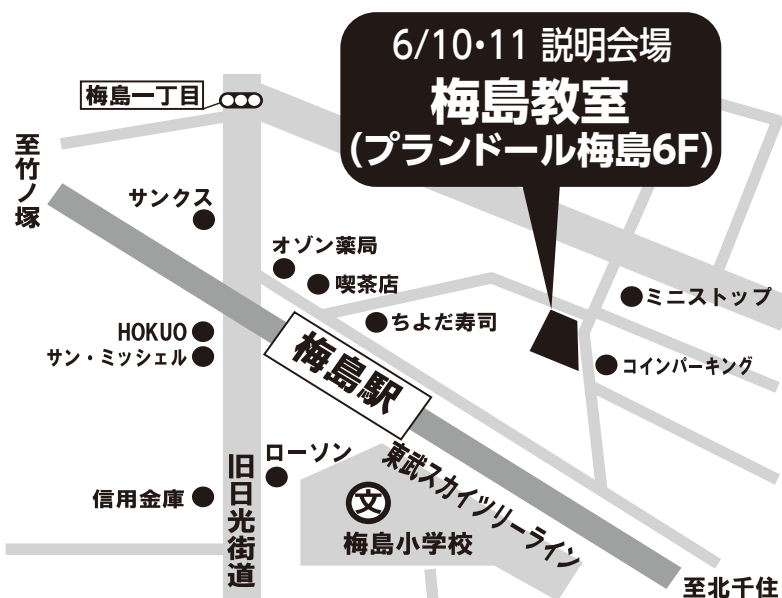 6/10・11 説明会場
梅島教室
(プランドール梅島6F)
梅島一丁目
至竹ノ塚
サンクス
オゾン薬局
喫茶店
ミニストップ
ちよだ寿司
HOKUO
サン・ミッシェル
梅島駅
コインパーキング
ローソン
東武スカイツリーライン
旧日光街道
信用金庫
文
梅島小学校
至北千住